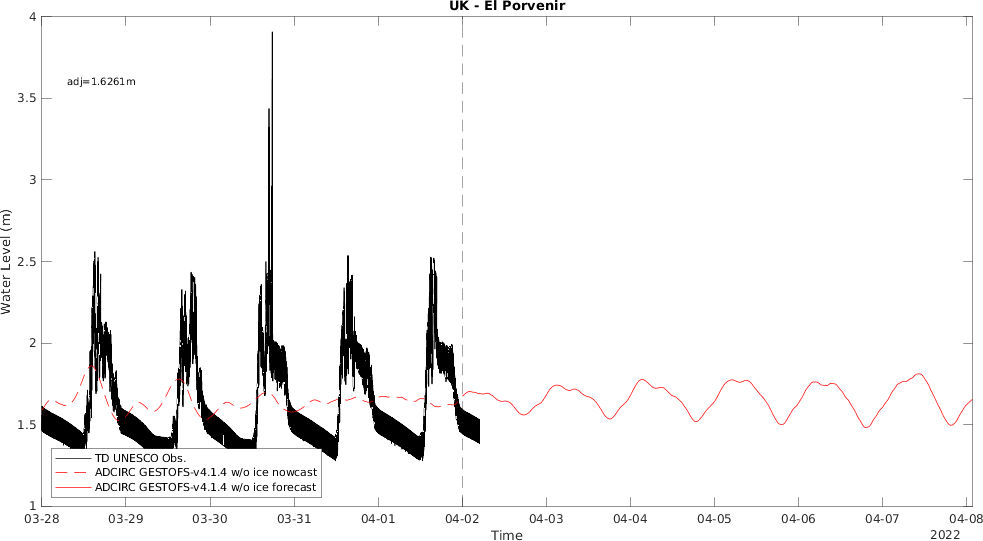 UK - El Porvenir
adj=1.6261m
Water Level (m)
4
3.5
3
2.5
2
1.5
1
TD UNESCO Obs.
ADCIRC GESTOFS-v4.1.4 w/o ice nowcast
ADCIRC GESTOFS-v4.1.4 w/o ice forecast
03-28 03-29 03-30 03-31 04-01 04-02 04-03 04-04 04-05 04-06 04-07 04-08
Time
2022